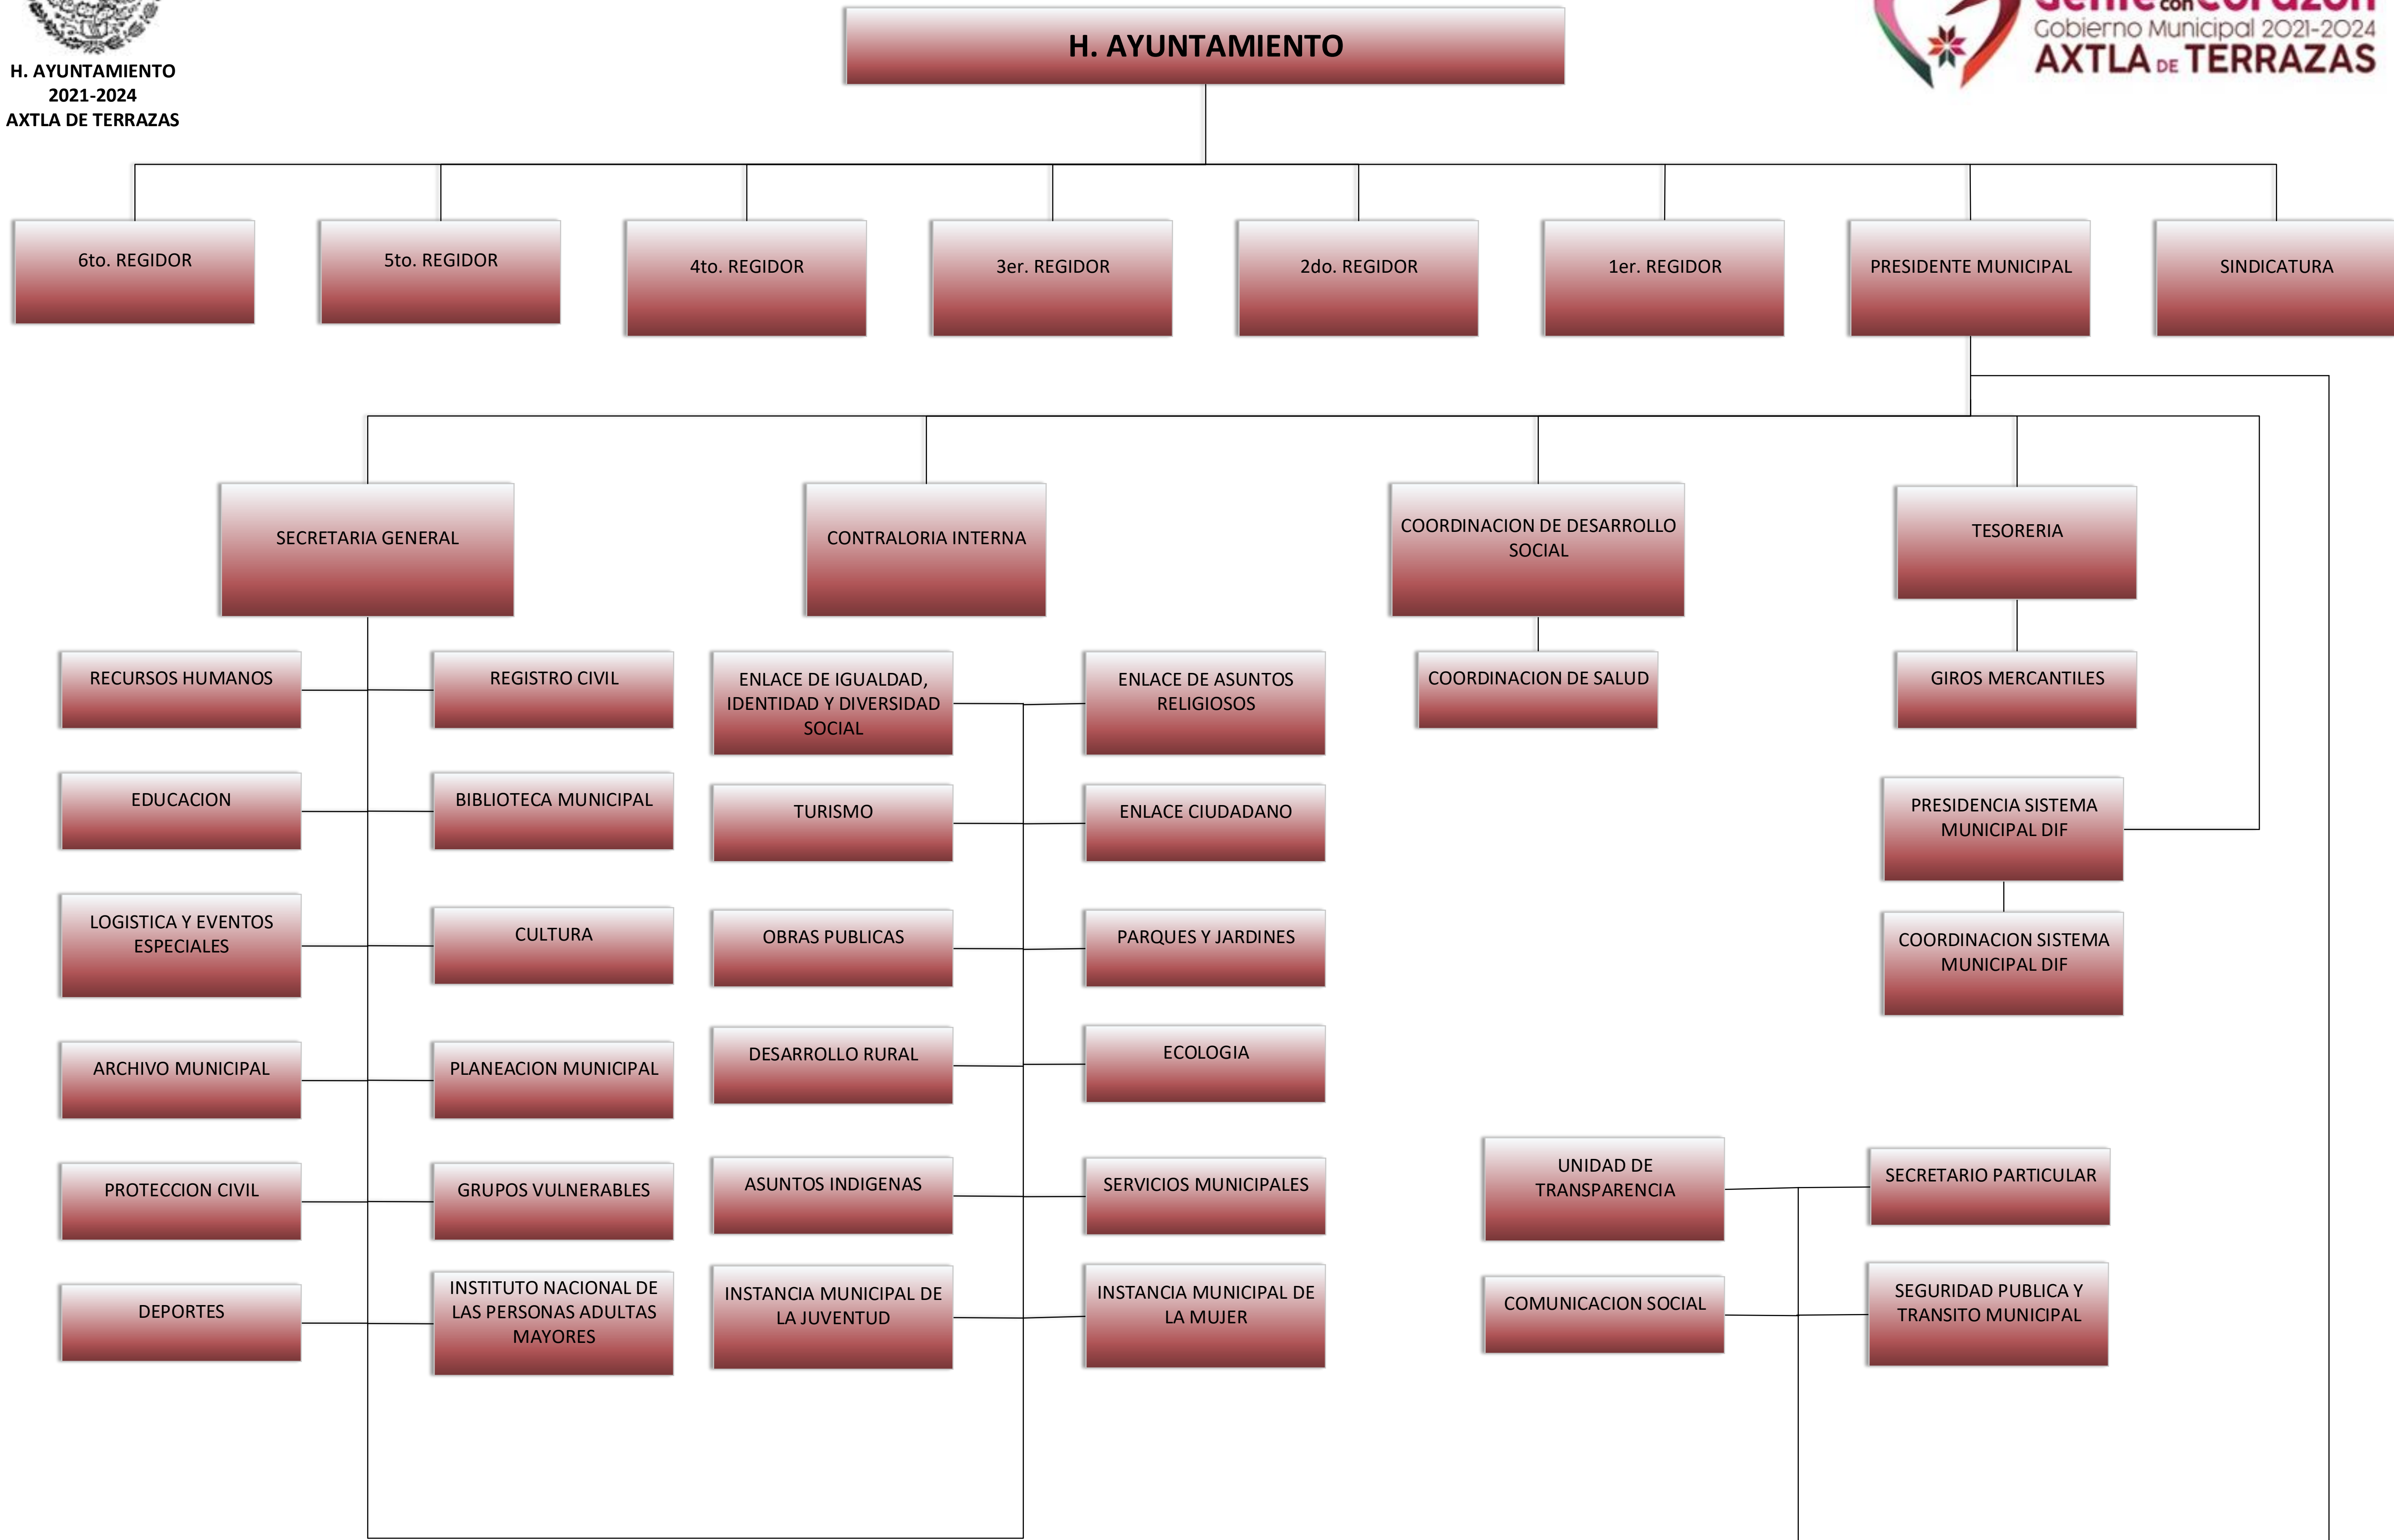 H. AYUNTAMIENTO
2021-2024
AXTLA DE TERRAZAS
H. AYUNTAMIENTO
Gente con Corazón
Gobierno Municipal 2021-2024
AXTLA DE TERRAZAS
6to. REGIDOR
5to. REGIDOR
4to. REGIDOR
3er. REGIDOR
2do. REGIDOR
1er. REGIDOR
PRESIDENTE MUNICIPAL
SINDICATURA
SECRETARIA GENERAL
CONTRALORIA INTERNA
COORDINACION DE DESARROLLO
SOCIAL
TESORERIA
RECURSOS HUMANOS
REGISTRO CIVIL
ENLACE DE IGUALDAD,
IDENTIDAD Y DIVERSIDAD
SOCIAL
ENLACE DE ASUNTOS
RELIGIOSOS
COORDINACION DE SALUD
GIROS MERCANTILES
EDUCACION
BIBLIOTECA MUNICIPAL
TURISMO
ENLACE CIUDADANO
PRESIDENCIA SISTEMA
MUNICIPAL DIF
LOGISTICA Y EVENTOS
ESPECIALES
CULTURA
OBRAS PUBLICAS
PARQUES Y JARDINES
COORDINACION SISTEMA
MUNICIPAL DIF
ARCHIVO MUNICIPAL
PLANEACION MUNICIPAL
DESARROLLO RURAL
ECOLOGIA
PROTECCION CIVIL
GRUPOS VULNERABLES
ASUNTOS INDIGENAS
SERVICIOS MUNICIPALES
UNIDAD DE
TRANSPARENCIA
SECRETARIO PARTICULAR
DEPORTES
INSTITUTO NACIONAL DE
LAS PERSONAS ADULTAS
MAYORES
INSTANCIA MUNICIPAL DE
LA JUVENTUD
INSTANCIA MUNICIPAL DE
LA MUJER
COMUNICACION SOCIAL
SEGURIDAD PUBLICA Y
TRANSITO MUNICIPAL